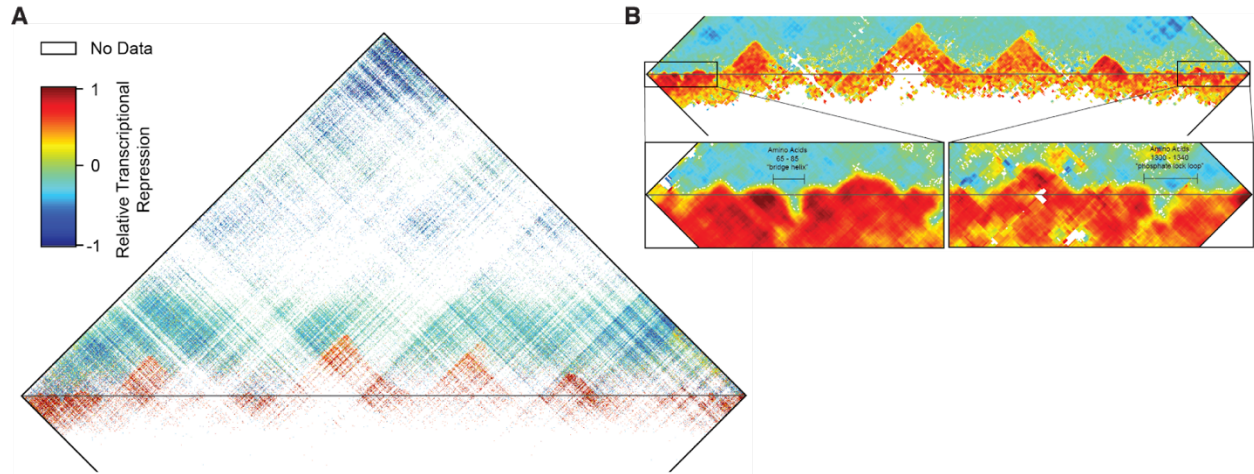 A
No Data
1
0
-1
Relative Transcriptional
Repression
B
Amino Acids
65 - 85
"bridge helix"
Amino Acids
1300 - 1340
"phosphate lock loop"